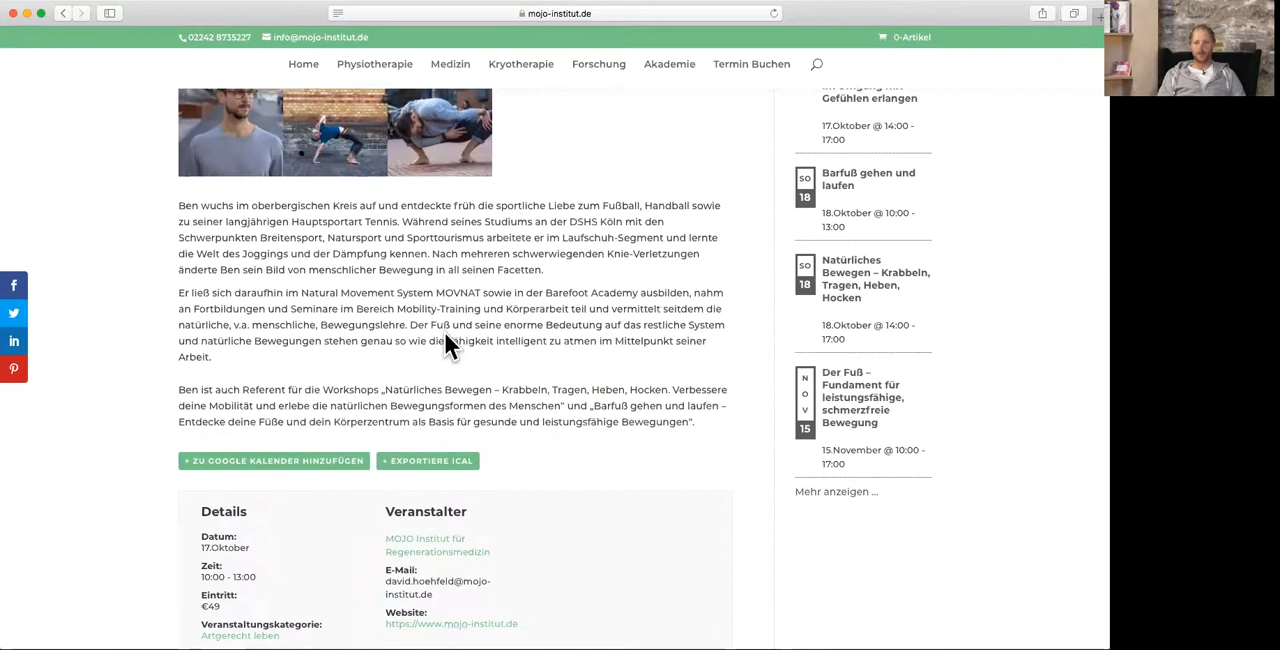 mojo-institut.de
02242 8735227 info@mojo-institut.de 0-Artikel
Home Physiotherapie Medizin Kryotherapie Forschung Akademie Termin Buchen
Ben wuchs im oberbergischen Kreis auf und entdeckte früh die sportliche Liebe zum Fußball, Handball sowie
zu seiner langjährigen Hauptsportart Tennis. Während seines Studiums an der DSHS Köln mit den
Schwerpunkten Breitensport, Natursport und Sporttourismus arbeitete er im Laufschuh-Segment und lernte
die Welt des Joggings und der Dämpfung kennen. Nach mehreren schwerwiegenden Knie-Verletzungen
änderte Ben sein Bild von menschlicher Bewegung in all seinen Facetten.
Er ließ sich daraufhin im Natural Movement System MOVNAT sowie in der Barefoot Academy ausbilden, nahm
an Fortbildungen und Seminare im Bereich Mobility-Training und Körperarbeit teil und vermittelt seitdem die
natürliche, v.a. menschliche, Bewegungslehre. Der Fuß und seine enorme Bedeutung auf das restliche System
und natürliche Bewegungen stehen genau so wie die Fähigkeit intelligent zu atmen im Mittelpunkt seiner
Arbeit.
Ben ist auch Referent für die Workshops „Natürliches Bewegen – Krabbeln, Tragen, Heben, Hocken. Verbessere
deine Mobilität und erlebe die natürlichen Bewegungsformen des Menschen" und „Barfuß gehen und laufen –
Entdecke deine Füße und dein Körperzentrum als Basis für gesunde und leistungsfähige Bewegungen".
+ ZU GOOGLE KALENDER HINZUFÜGEN + EXPORTIERE ICAL
Details
Datum:
17.Oktober
Zeit:
10:00 - 13:00
Eintritt:
€49
Veranstaltungskategorie:
Artgerecht leben
Veranstalter
MOJO Institut für
Regenerationsmedizin
E-Mail:
david.hoehfeld@mojo-
institut.de
Website:
https://www.mojo-institut.de
Gefühlen erlangen
17.Oktober @ 14:00 -
17:00
SO
18
Barfuß gehen und
laufen
18.Oktober @ 10:00 -
13:00
SO
18
Natürliches
Bewegen – Krabbeln,
Tragen, Heben,
Hocken
18.Oktober @ 14:00 -
17:00
N
O
V
15
Der Fuß –
Fundament für
leistungsfähige,
schmerzfreie
Bewegung
15.November @ 10:00 -
17:00
Mehr anzeigen ...